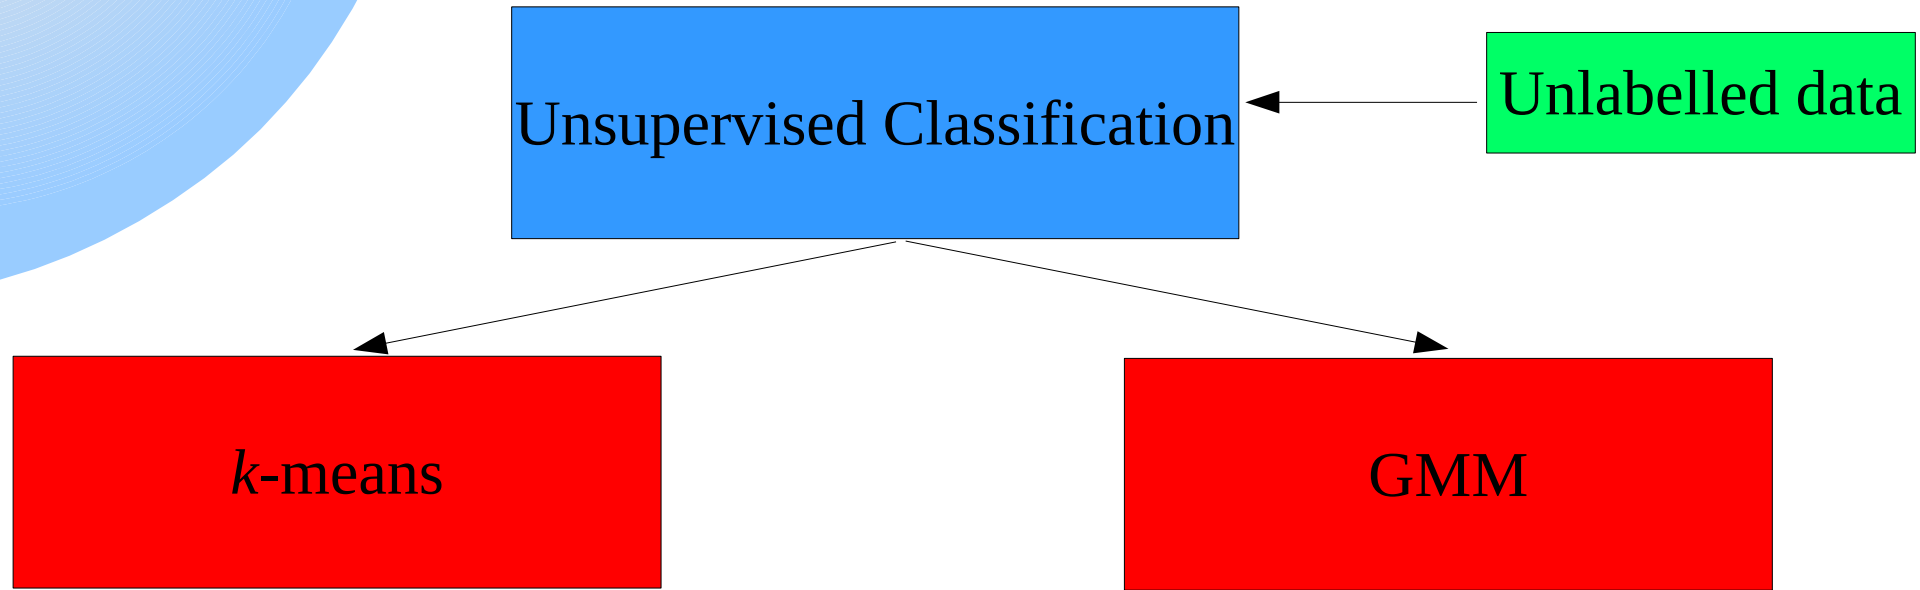 Unsupervised Classification
Unlabelled data
k-means
GMM